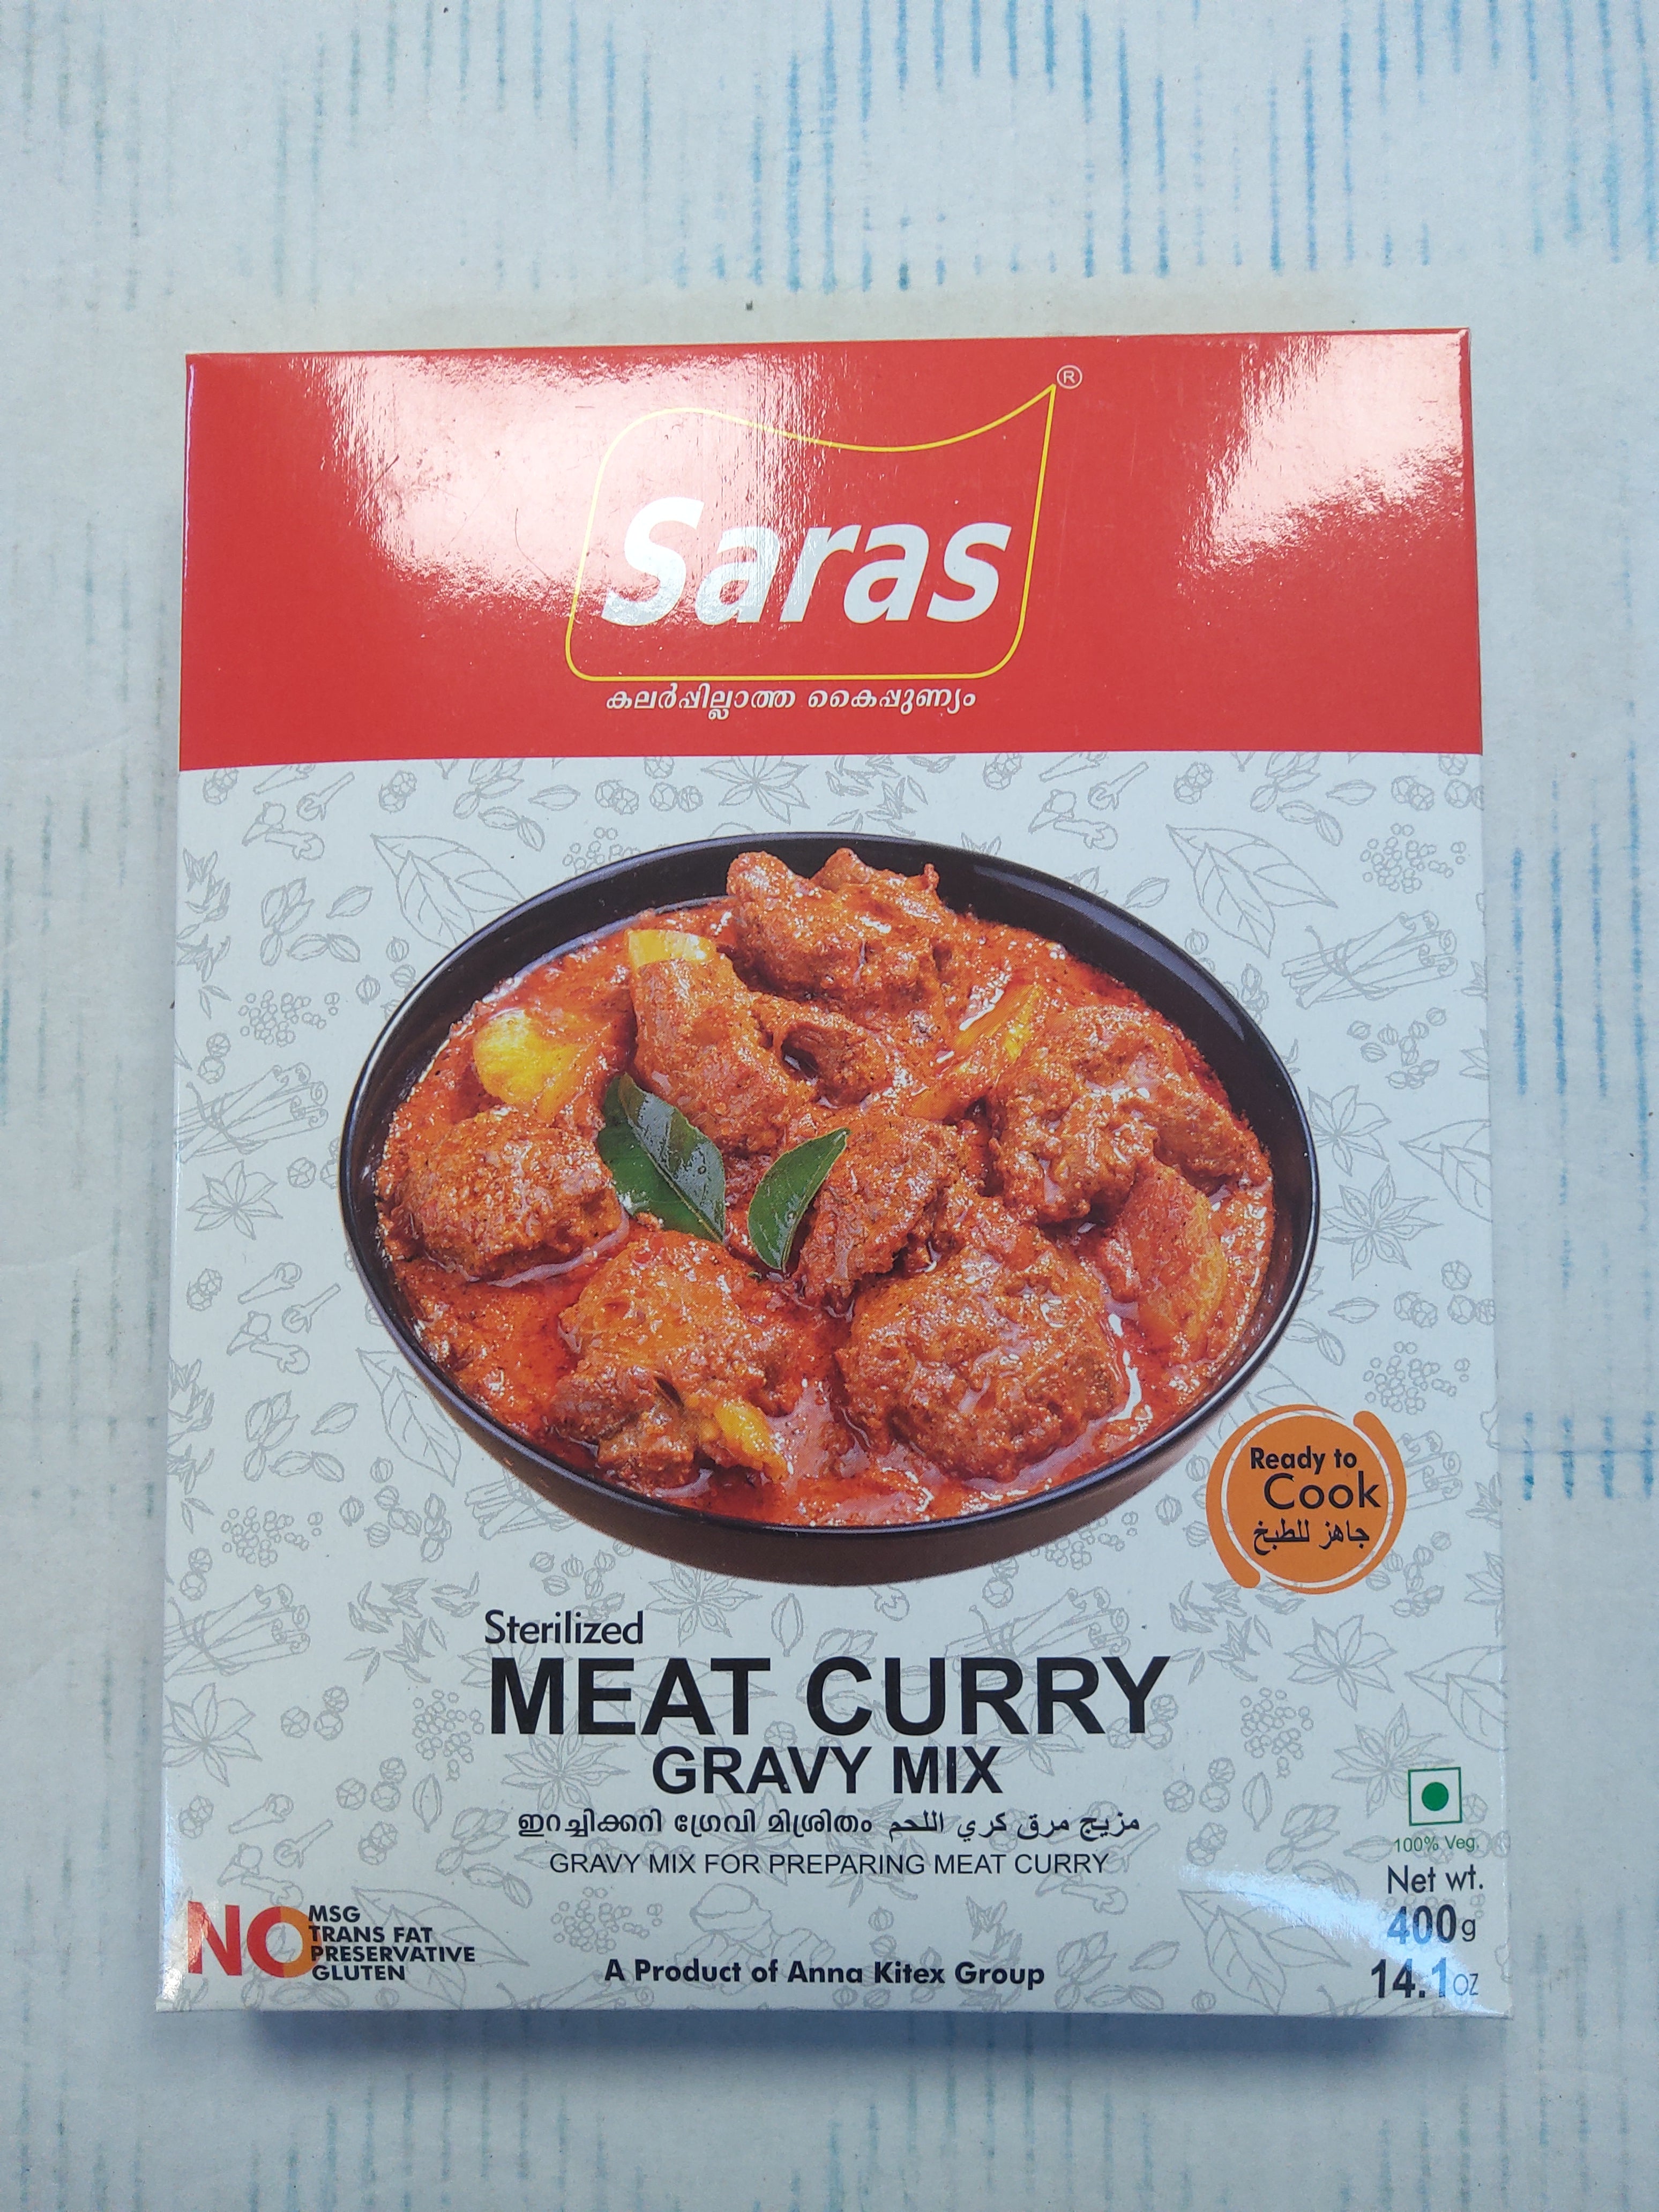 ®
Saras
കലർപ്പില്ലാത്ത കൈപ്പുണ്യം
Ready to
Cook
جاهز للطبخ
Sterilized
MEAT CURRY
GRAVY MIX
ഇറച്ചിക്കറി ഗ്രേവി മിശ്രിതം مزيج مرق كري اللحم
GRAVY MIX FOR PREPARING MEAT CURRY
100% Veg.
Net wt.
400g
14.1oz
NO MSG
TRANS FAT
PRESERVATIVE
GLUTEN
A Product of Anna Kitex Group